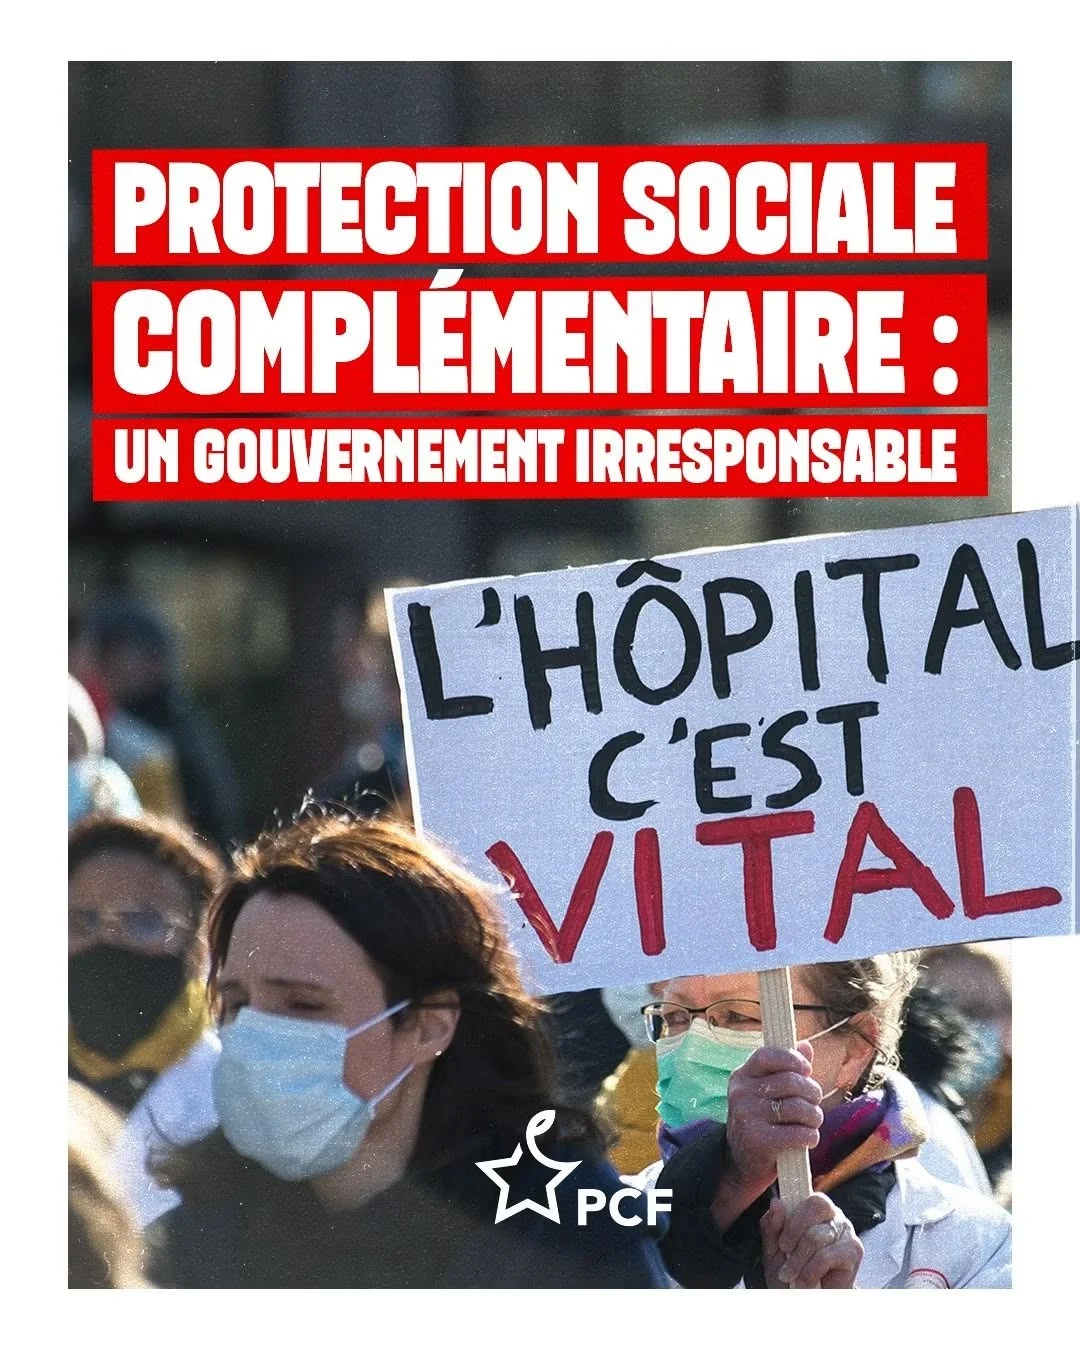 PROTECTION SOCIALE
COMPLÉMENTAIRE :
UN GOUVERNEMENT IRRESPONSABLE
L'HÔPITAL
C'EST
VITAL
PCF